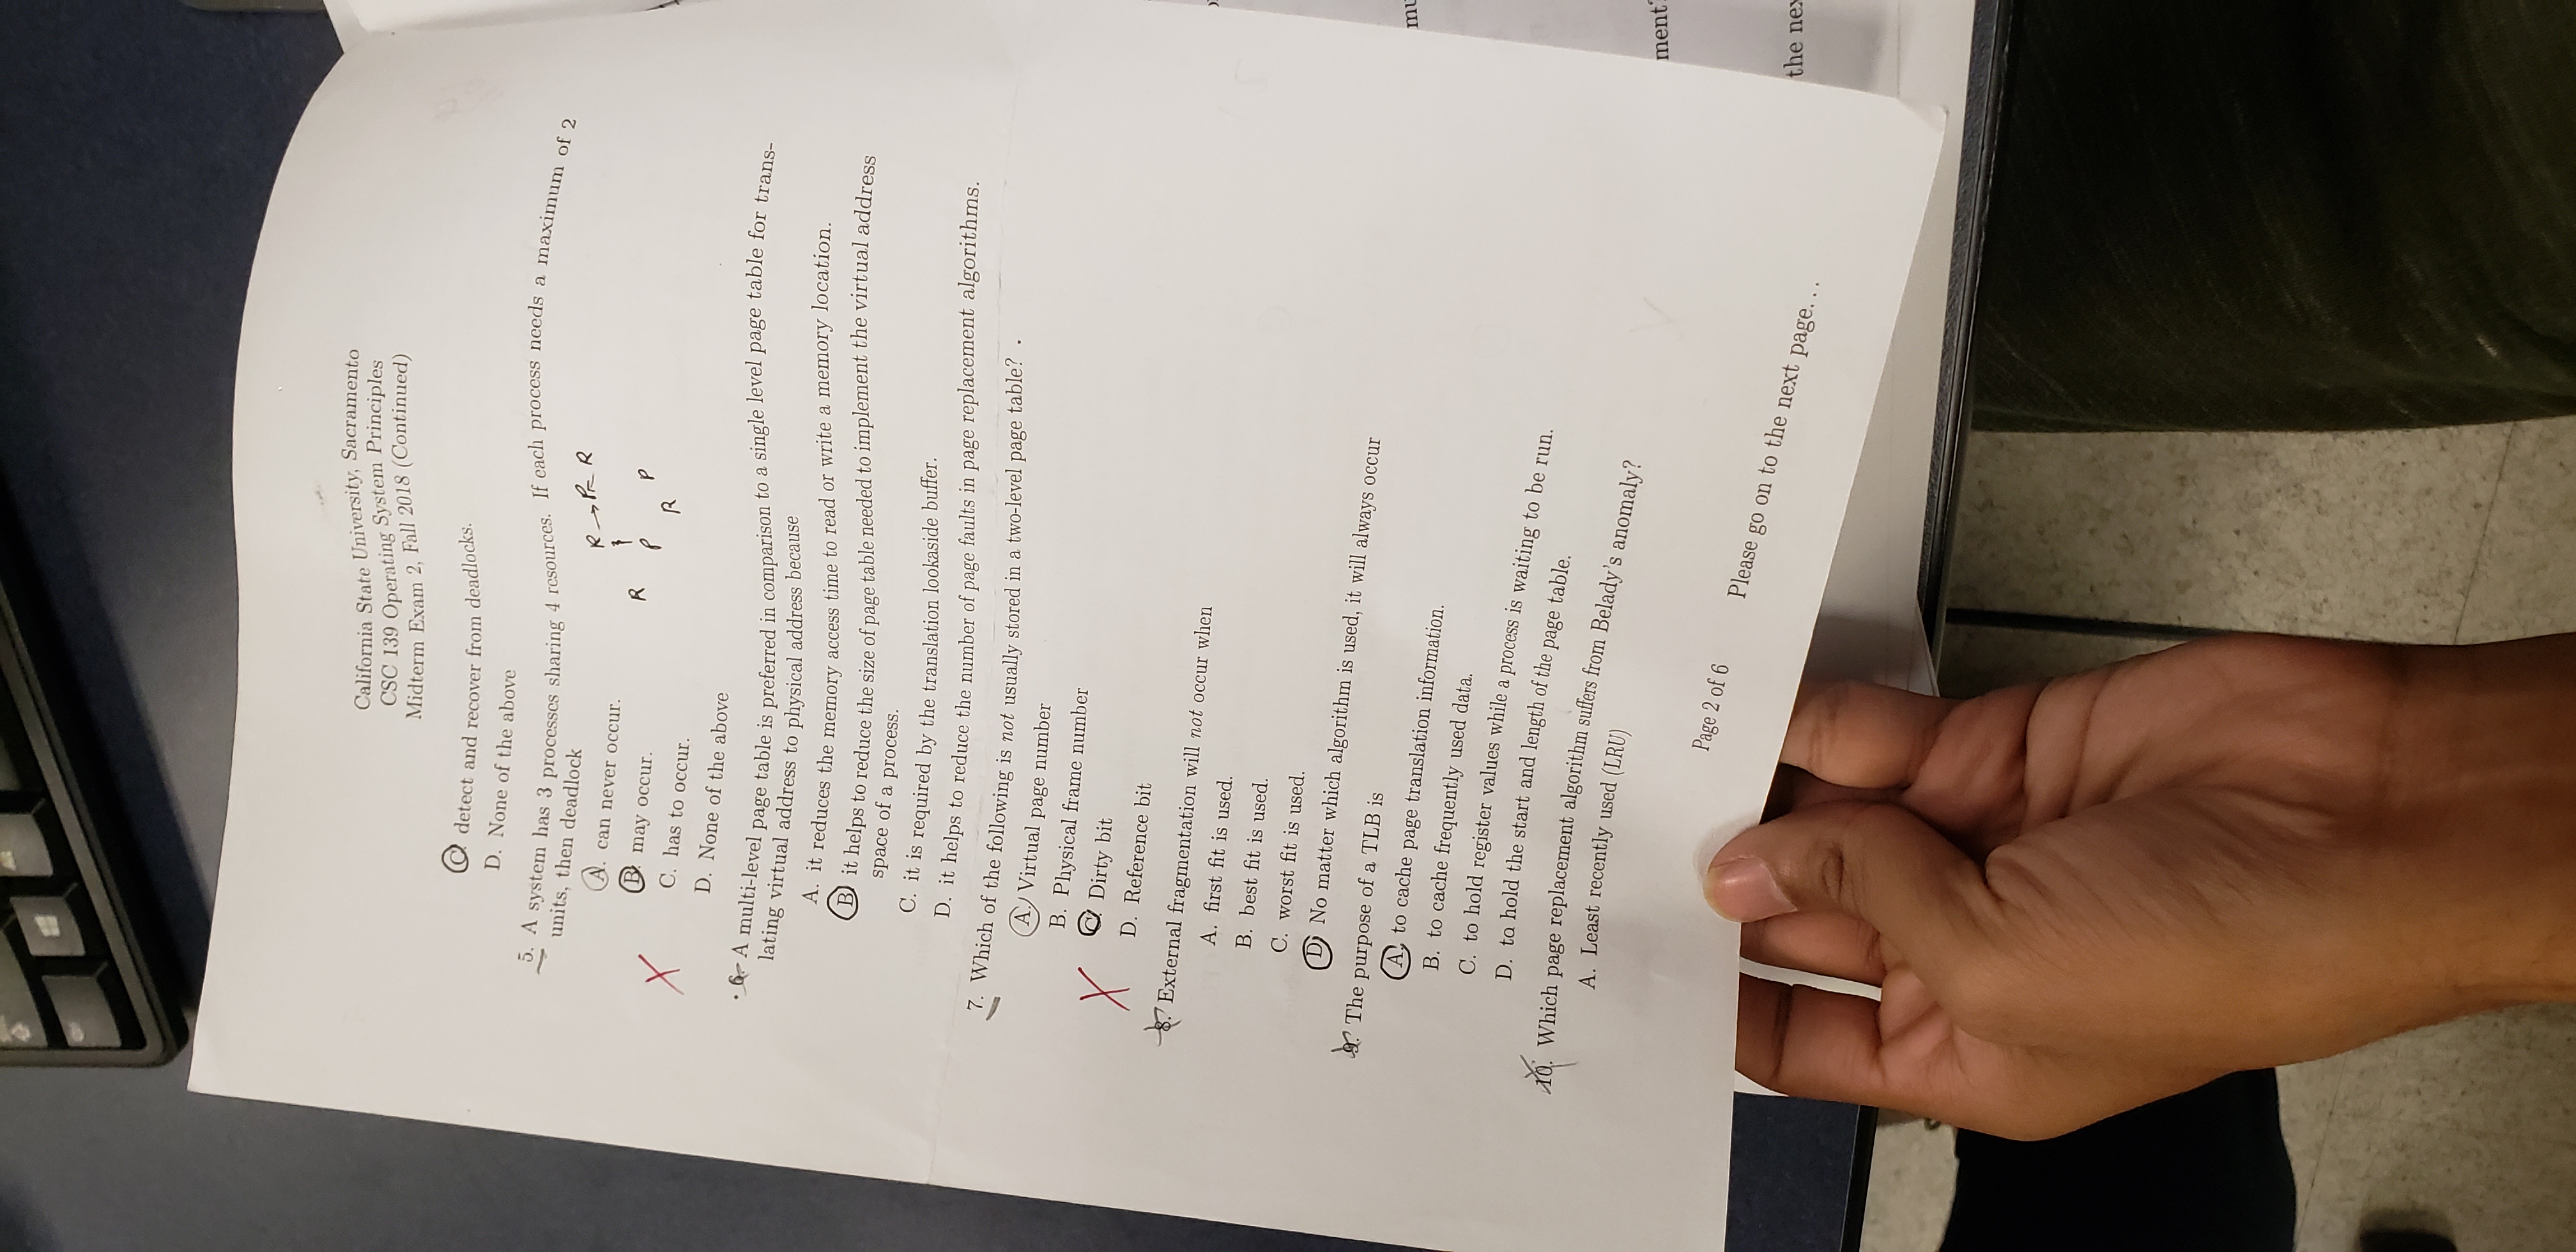 California State University, Sacramento
CSC 139 Operating System Principles
Midterm Exam 2, Fall 2018 (Continued)
C. detect and recover from deadlocks.
D. None of the above
5. A system has 3 processes sharing 4 resources. If each process needs a maximum of 2
units, then deadlock
A. can never occur.
B. may occur.
C. has to occur.
D. None of the above
R → P R
R P P
R
6. A multi-level page table is preferred in comparison to a single level page table for trans-
lating virtual address to physical address because
A. it reduces the memory access time to read or write a memory location.
B. it helps to reduce the size of page table needed to implement the virtual address
space of a process.
C. it is required by the translation lookaside buffer.
D. it helps to reduce the number of page faults in page replacement algorithms.
7. Which of the following is not usually stored in a two-level page table?
A. Virtual page number
B. Physical frame number
C. Dirty bit
D. Reference bit
8. External fragmentation will not occur when
A. first fit is used.
B. best fit is used.
C. worst fit is used.
D. No matter which algorithm is used, it will always occur
9. The purpose of a TLB is
A. to cache page translation information.
B. to cache frequently used data.
C. to hold register values while a process is waiting to be run.
D. to hold the start and length of the page table.
10. Which page replacement algorithm suffers from Belady's anomaly?
A. Least recently used (LRU)
Page 2 of 6
Please go on to the next page...
mu
ment?
the nex